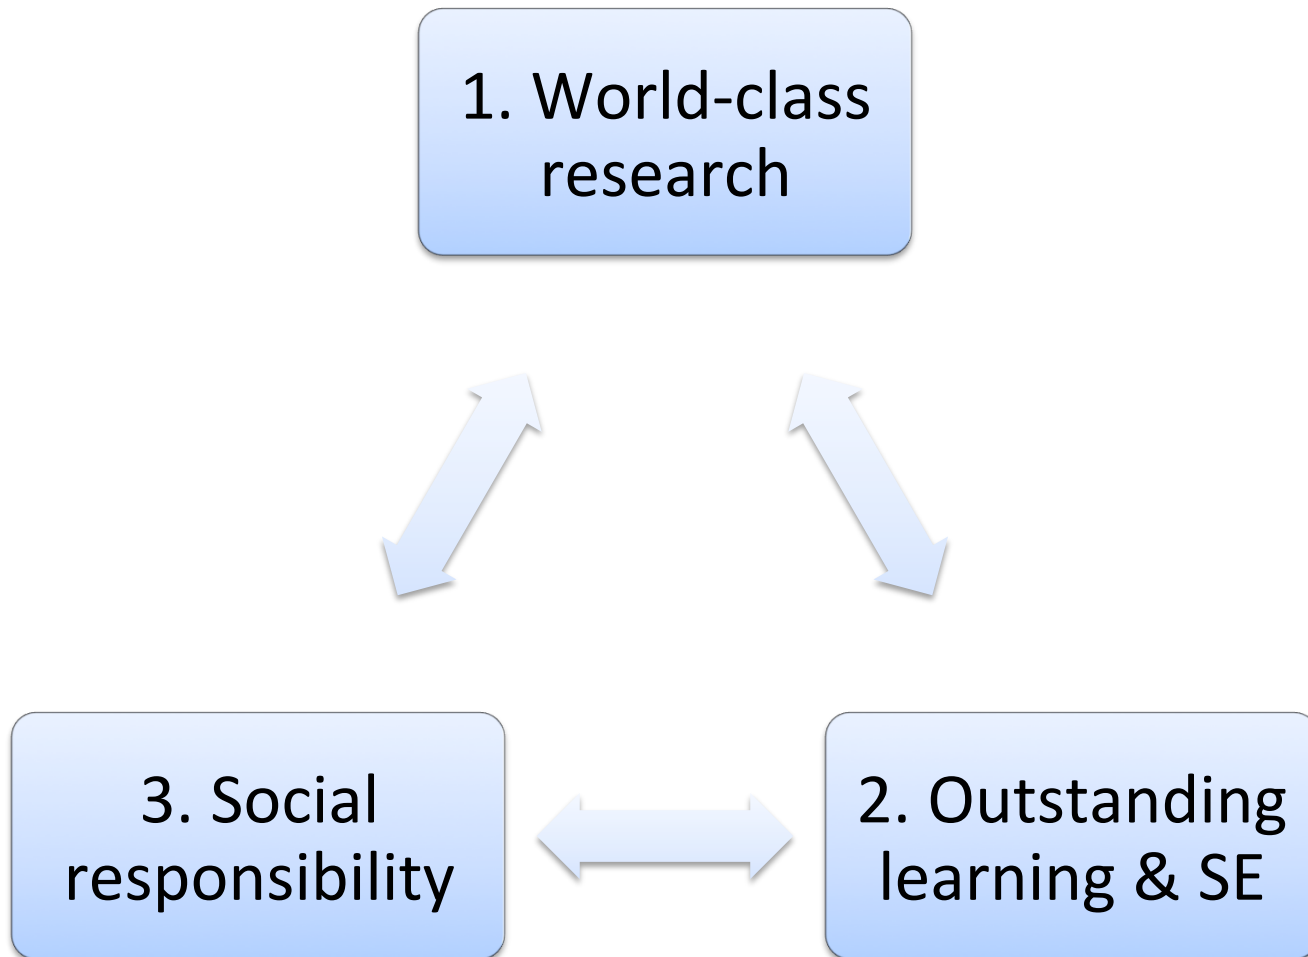 1. World-class
research
3. Social
responsibility
2. Outstanding
learning & SE